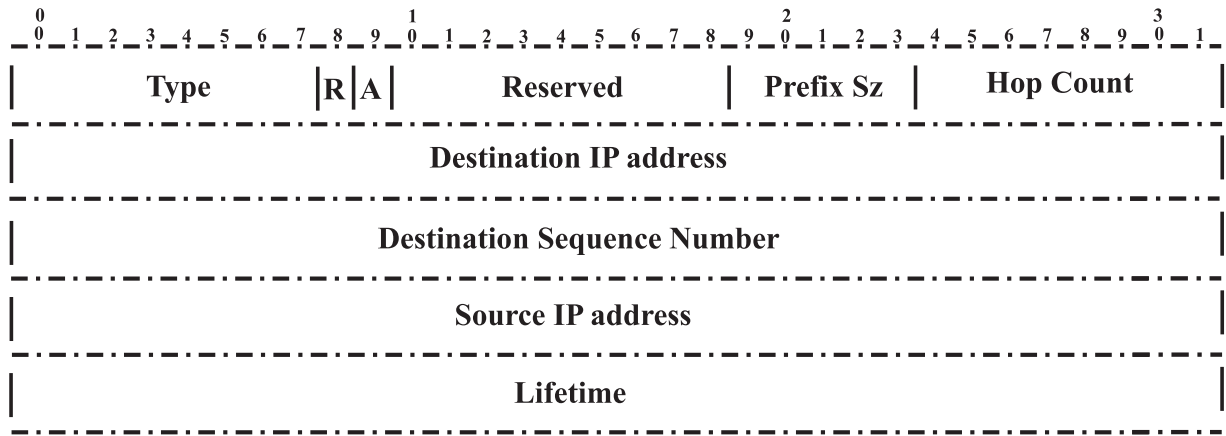 0 1 2 3
0 1 2 3 4 5 6 7 8 9 0 1 2 3 4 5 6 7 8 9 0 1 2 3 4 5 6 7 8 9 0 1
Type R A Reserved Prefix Sz Hop Count
Destination IP address
Destination Sequence Number
Source IP address
Lifetime